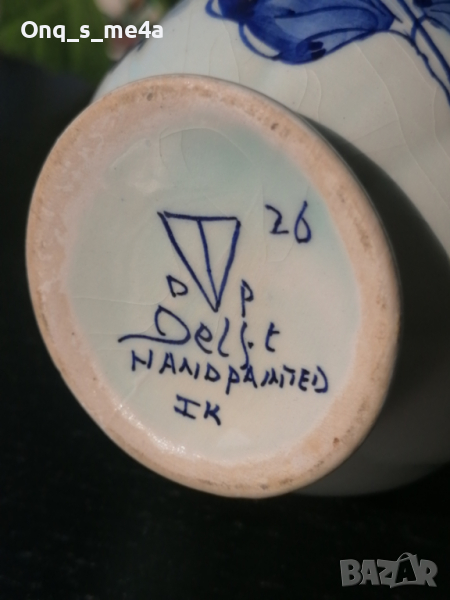 Onq_s_me4a
26
D P
Delft
HANDPAINTED
IK
BAZAR